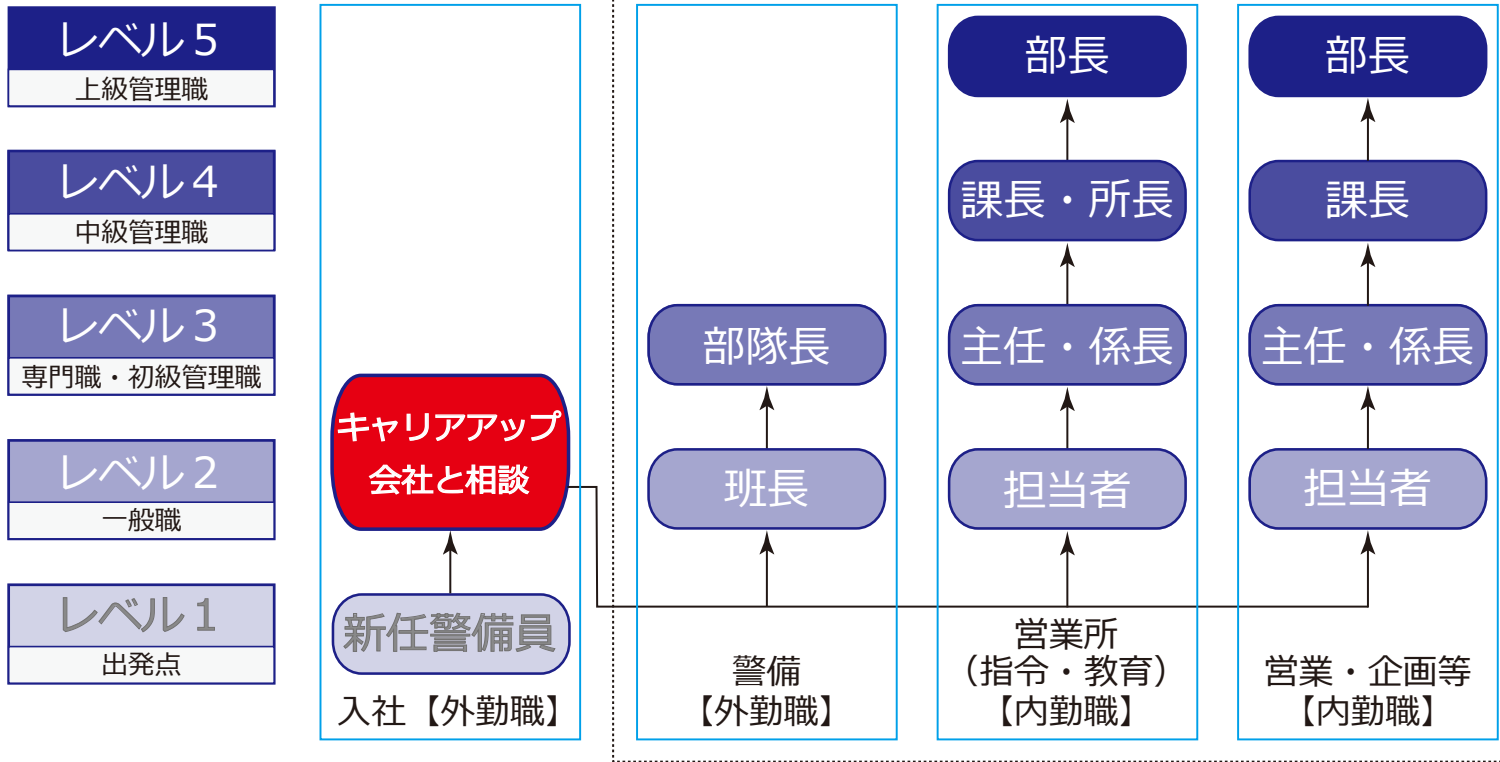 レベル5
上級管理職
レベル4
中級管理職
レベル3
専門職・初級管理職
レベル2
一般職
レベル1
出発点
キャリアアップ
会社と相談
新任警備員
入社【外勤職】
部隊長
班長
警備
【外勤職】
部長
課長・所長
主任・係長
担当者
営業所
（指令・教育）
【内勤職】
部長
課長
主任・係長
担当者
営業・企画等
【内勤職】